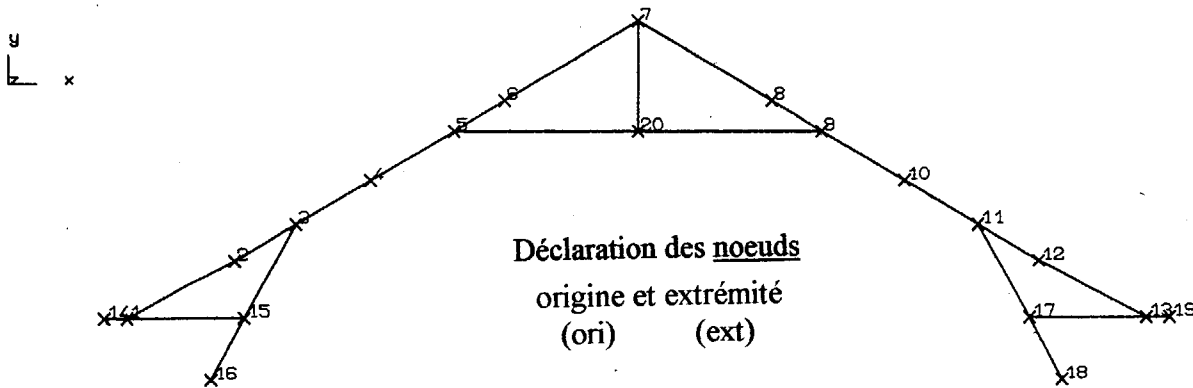 7
y
z x
6 8
5 20 9
4 10
3 11
2 12
Déclaration des noeuds
origine et extrémité
(ori) (ext)
14 1 15 17 13 19
16 18